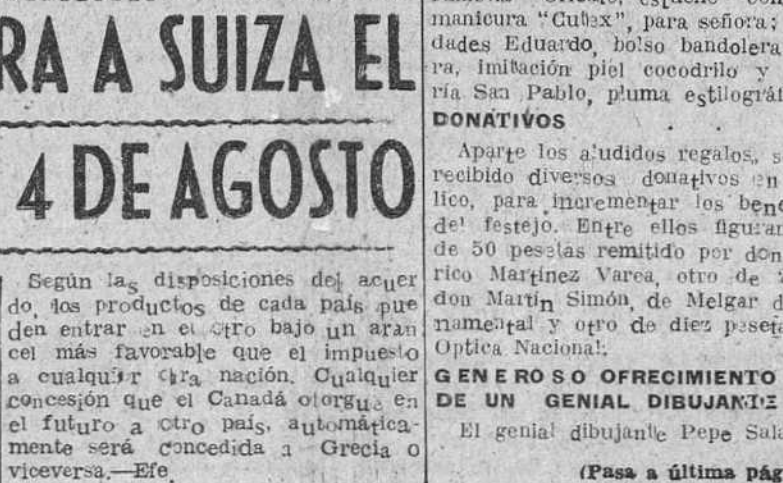 RA A SUIZA EL
4 DE AGOSTO
Según las disposiciones del acuer
do, los productos de cada país pue
den entrar en el otro bajo un aran
cel más favorable que el impuesto
a cualquier otra nación. Cualquier
concesión que el Canadá otorgue en
el futuro a otro país, automática-
mente será concedida a Grecia o
viceversa.—Efe
manicura "Cutex", para señora;
dades Eduardo, bolso bandolera
ra, imitación piel cocodrilo y
ría San Pablo, pluma estilográf
DONATIVOS
Aparte los aludidos regalos, s
recibido diversos donativos en
lico, para incrementar los bene
del festejo. Entre ellos figuran
de 50 pesetas remitido por don
rico Martínez Varea, otro de
don Martín Simón, de Melgar d
namental y otro de diez peseta
Optica Nacional.
GENEROSO OFRECIMIENTO
DE UN GENIAL DIBUJANTE
El genial dibujante Pepe Sala
(Pasa a última pág